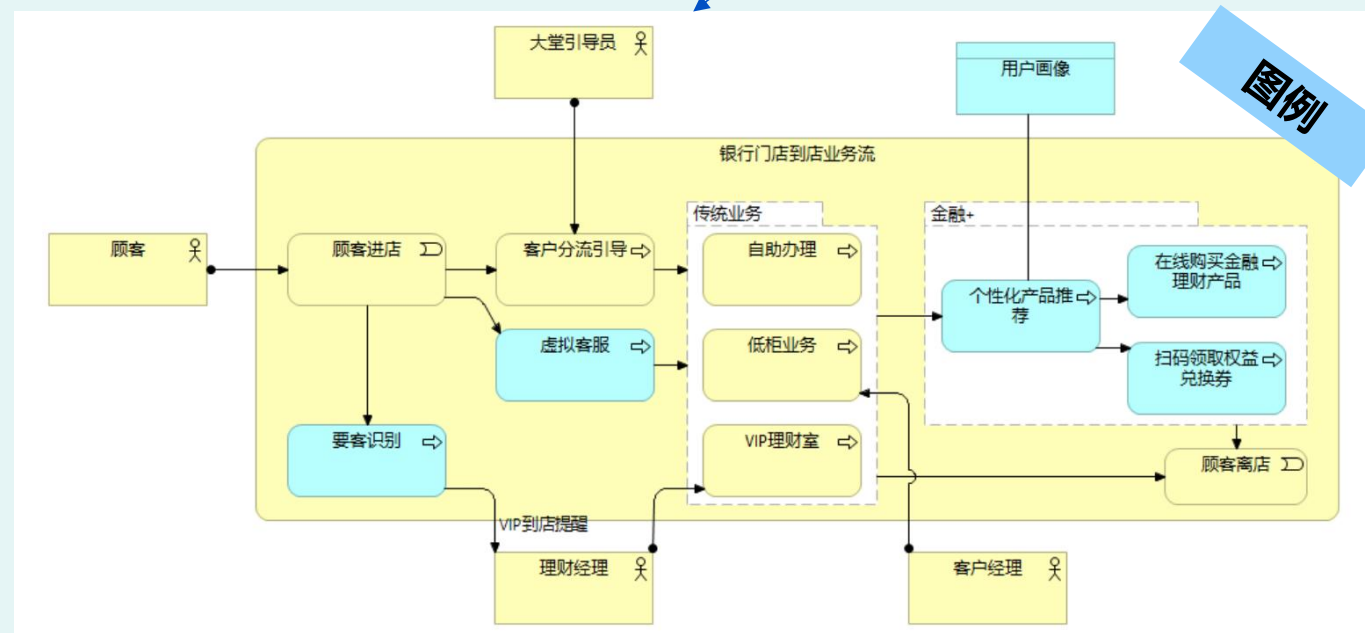 大堂引导员
用户画像
图例
银行门店到店业务流
传统业务
金融+
顾客
顾客进店
客户分流引导
自助办理
在线购买金融
理财产品
个性化产品推
荐
虚拟客服
低柜业务
扫码领取权益
兑换券
要客识别
VIP理财室
顾客离店
VIP到店提醒
理财经理
客户经理